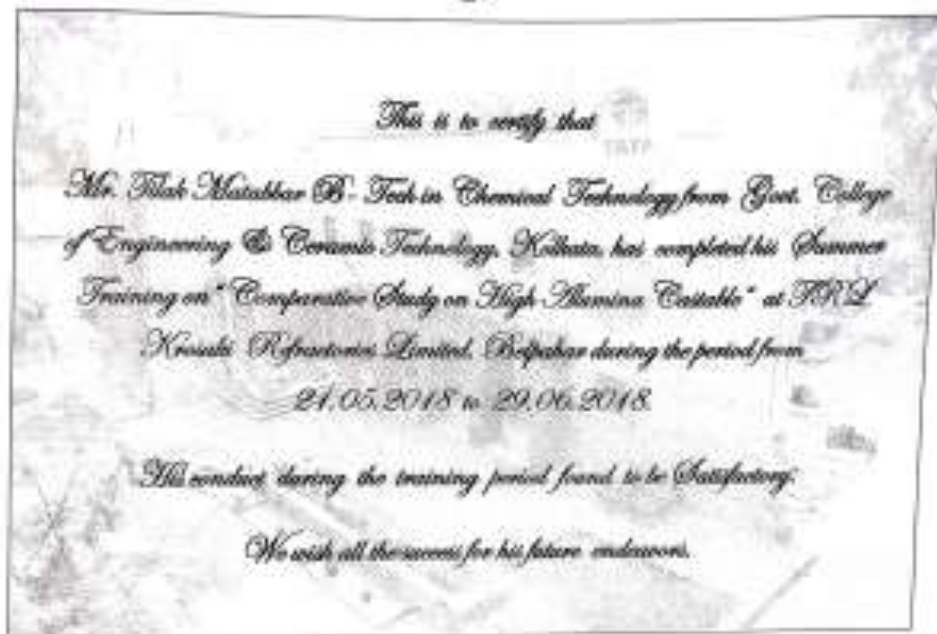 This is to certify that
Mr. Tilak Matabbar B - Tech in Chemical Technology from Govt. College
of Engineering & Ceramic Technology, Kolkata, has completed his Summer
Training on "Comparative Study on High Alumina Castable" at TRL
Krosaki Refractories Limited, Belpahar during the period from
21.05.2018 to 29.06.2018.
His conduct during the training period found to be Satisfactory.
We wish all the success for his future endeavors.